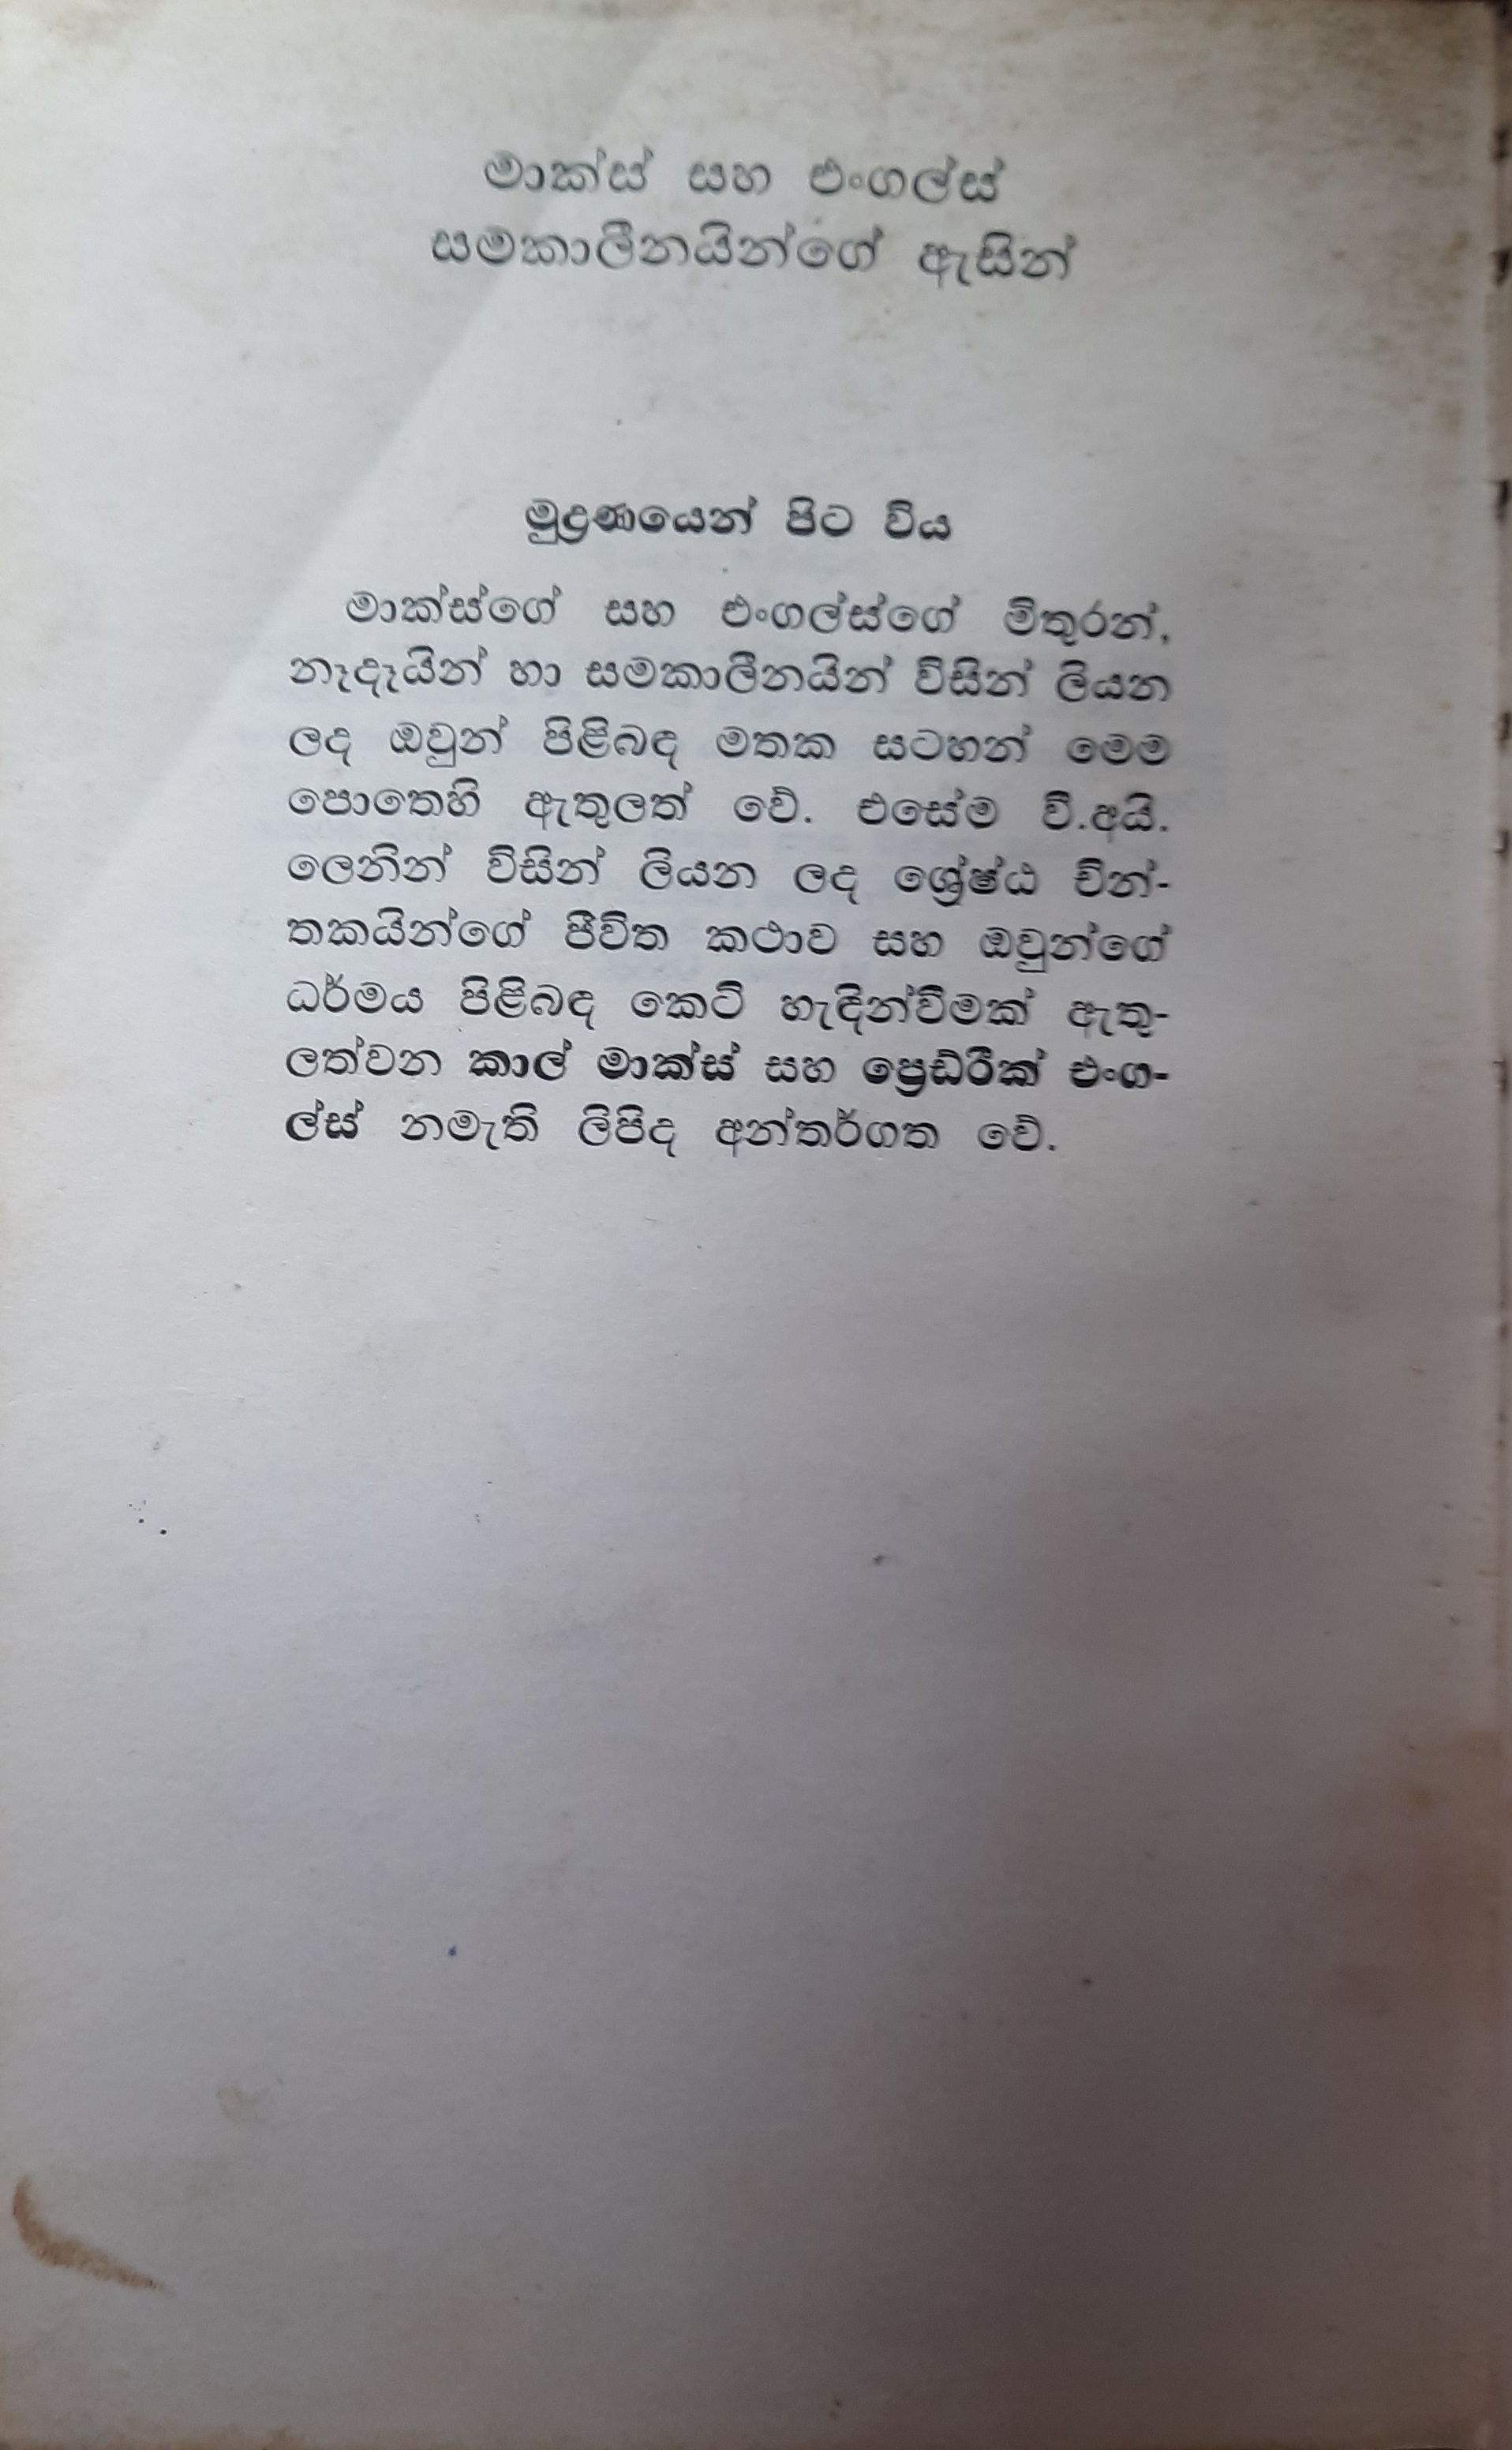 මාක්ස් සහ එංගල්ස්
සමකාලීනයින්ගේ ඇසින්
මුද්‍රණයෙන් පිට විය
මාක්ස්ගේ සහ එංගල්ස්ගේ මිතුරන්,
නෑදෑයින් හා සමකාලීනයින් විසින් ලියන
ලද ඔවුන් පිළිබඳ මතක සටහන් මෙම
පොතෙහි ඇතුලත් වේ. එසේම වී.අයි.
ලෙනින් විසින් ලියන ලද ශ්‍රේෂ්ඨ චින්-
තකයින්ගේ ජීවිත කථාව සහ ඔවුන්ගේ
ධර්මය පිළිබඳ කෙටි හැඳින්වීමක් ඇතු-
ලත්වන කාල් මාක්ස් සහ ප්‍රෙඩ්රීක් එංග-
ල්ස් නමැති ලිපිද අන්තර්ගත වේ.